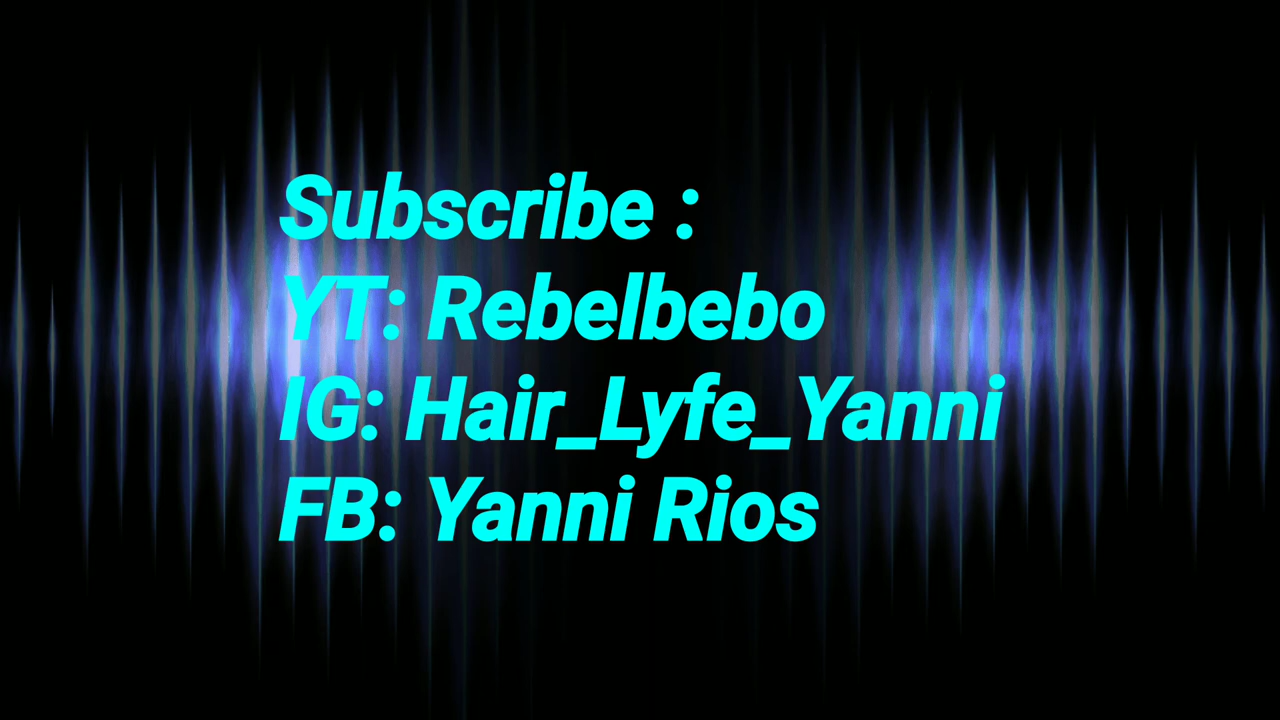 Subscribe :
YT: Rebelbebo
IG: Hair_Lyfe_Yanni
FB: Yanni Rios